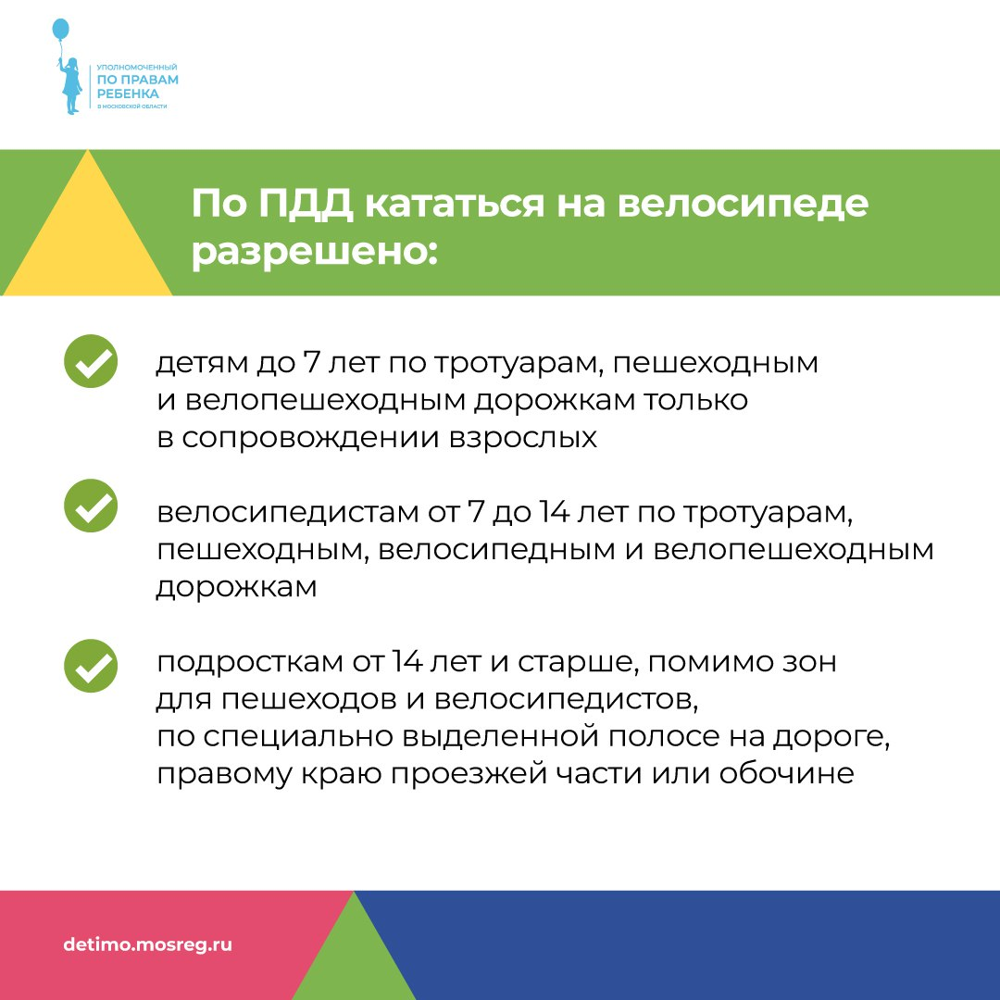 УПОЛНОМОЧЕННЫЙ
ПО ПРАВАМ
РЕБЕНКА
В МОСКОВСКОЙ ОБЛАСТИ
По ПДД кататься на велосипеде
разрешено:
детям до 7 лет по тротуарам, пешеходным
и велопешеходным дорожкам только
в сопровождении взрослых
велосипедистам от 7 до 14 лет по тротуарам,
пешеходным, велосипедным и велопешеходным
дорожкам
подросткам от 14 лет и старше, помимо зон
для пешеходов и велосипедистов,
по специально выделенной полосе на дороге,
правому краю проезжей части или обочине
detimo.mosreg.ru